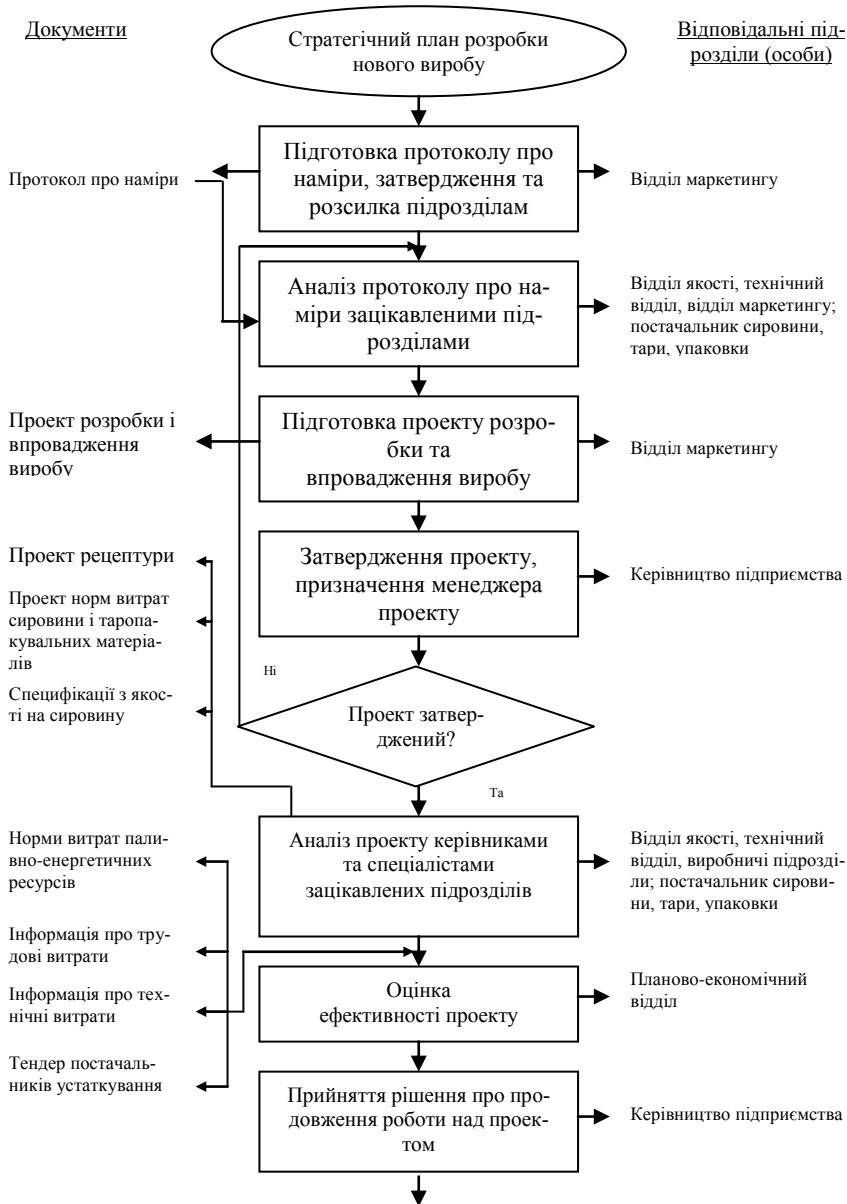 Документи
Стратегічний план розробки
нового виробу
Відповідальні під-
розділи (особи)
Підготовка протоколу про
наміри, затвердження та
розсилка підрозділам
Протокол про наміри
Відділ маркетингу
Аналіз протоколу про на-
міри зацікавленими під-
розділами
Відділ якості, технічний
відділ, відділ маркетингу;
постачальник сировини,
тари, упаковки
Проект розробки і
впровадження
виробу
Підготовка проекту розро-
бки та
впровадження виробу
Відділ маркетингу
Проект рецептури
Затвердження проекту,
призначення менеджера
проекту
Керівництво підприємства
Проект норм витрат
сировини і таропа-
кувальних матеріа-
лів
Ні
Специфікації з якос-
ті на сировину
Проект затвер-
джений?
Та
Аналіз проекту керівниками
та спеціалістами
зацікавлених підрозділів
Відділ якості, технічний
відділ, виробничі підрозді-
ли; постачальник сирови-
ни, тари, упаковки
Норми витрат пали-
вно-енергетичних
ресурсів
Інформація про тру-
дові витрати
Оцінка
ефективності проекту
Планово-економічний
відділ
Інформація про тех-
нічні витрати
Тендер постачаль-
ників устаткування
Прийняття рішення про про-
довження роботи над проек-
том
Керівництво підприємства